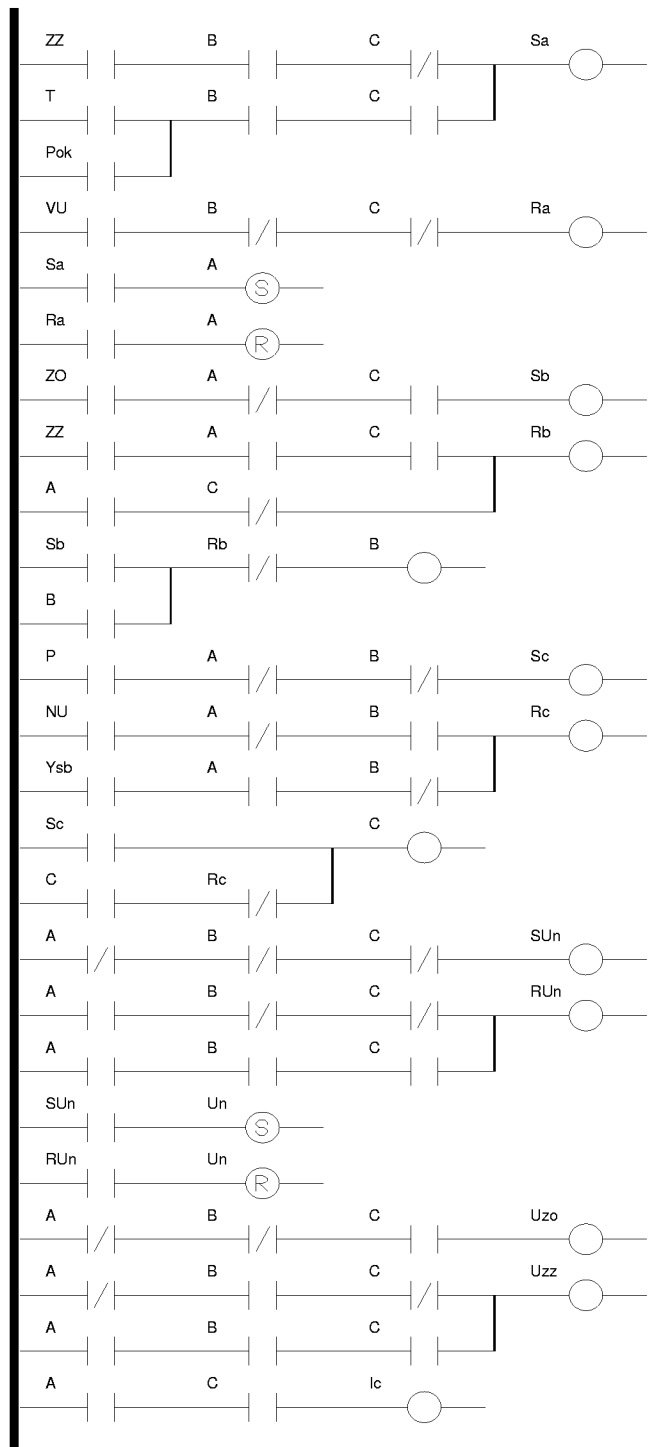 ZZ B C Sa
T B C
Pok
VU B C Ra
Sa A
S
Ra A
R
ZO A C Sb
ZZ A C Rb
A C
Sb Rb B
B
P A B Sc
NU A B Rc
Ysb A B
Sc C
C Rc
A B C SUn
A B C RUn
A B C
SUn Un
S
RUn Un
R
A B C Uzo
A B C Uzz
A B C
A C Ic